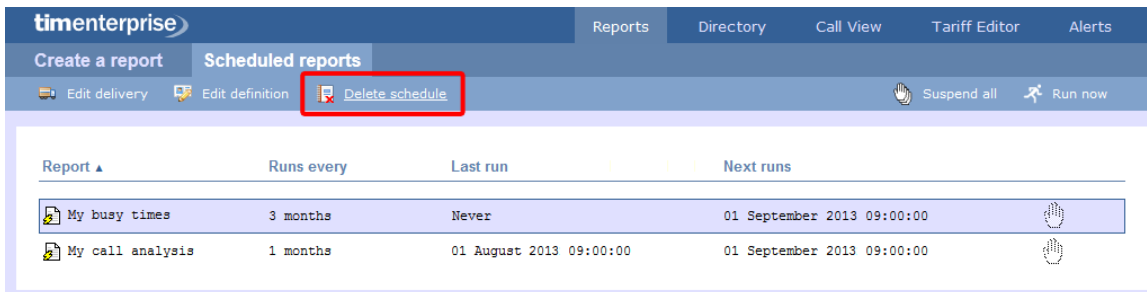 timenterprise Reports Directory Call View Tariff Editor Alerts
Create a report Scheduled reports
Edit delivery Edit definition Delete schedule Suspend all Run now
Report ▲ Runs every Last run Next runs
My busy times 3 months Never 01 September 2013 09:00:00
My call analysis 1 months 01 August 2013 09:00:00 01 September 2013 09:00:00